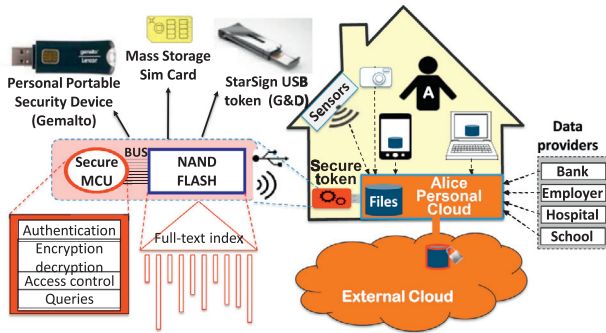 gemalto
Lexar
Personal Portable
Security Device
(Gemalto)
Mass Storage
Sim Card
StarSign USB
token (G&D)
Secure
MCU
BUS
NAND
FLASH
Authentication
Encryption
decryption
Access control
Queries
Full-text index
Sensors
A
Secure
token
Files
Alice
Personal
Cloud
External Cloud
Data
providers
Bank
Employer
Hospital
School